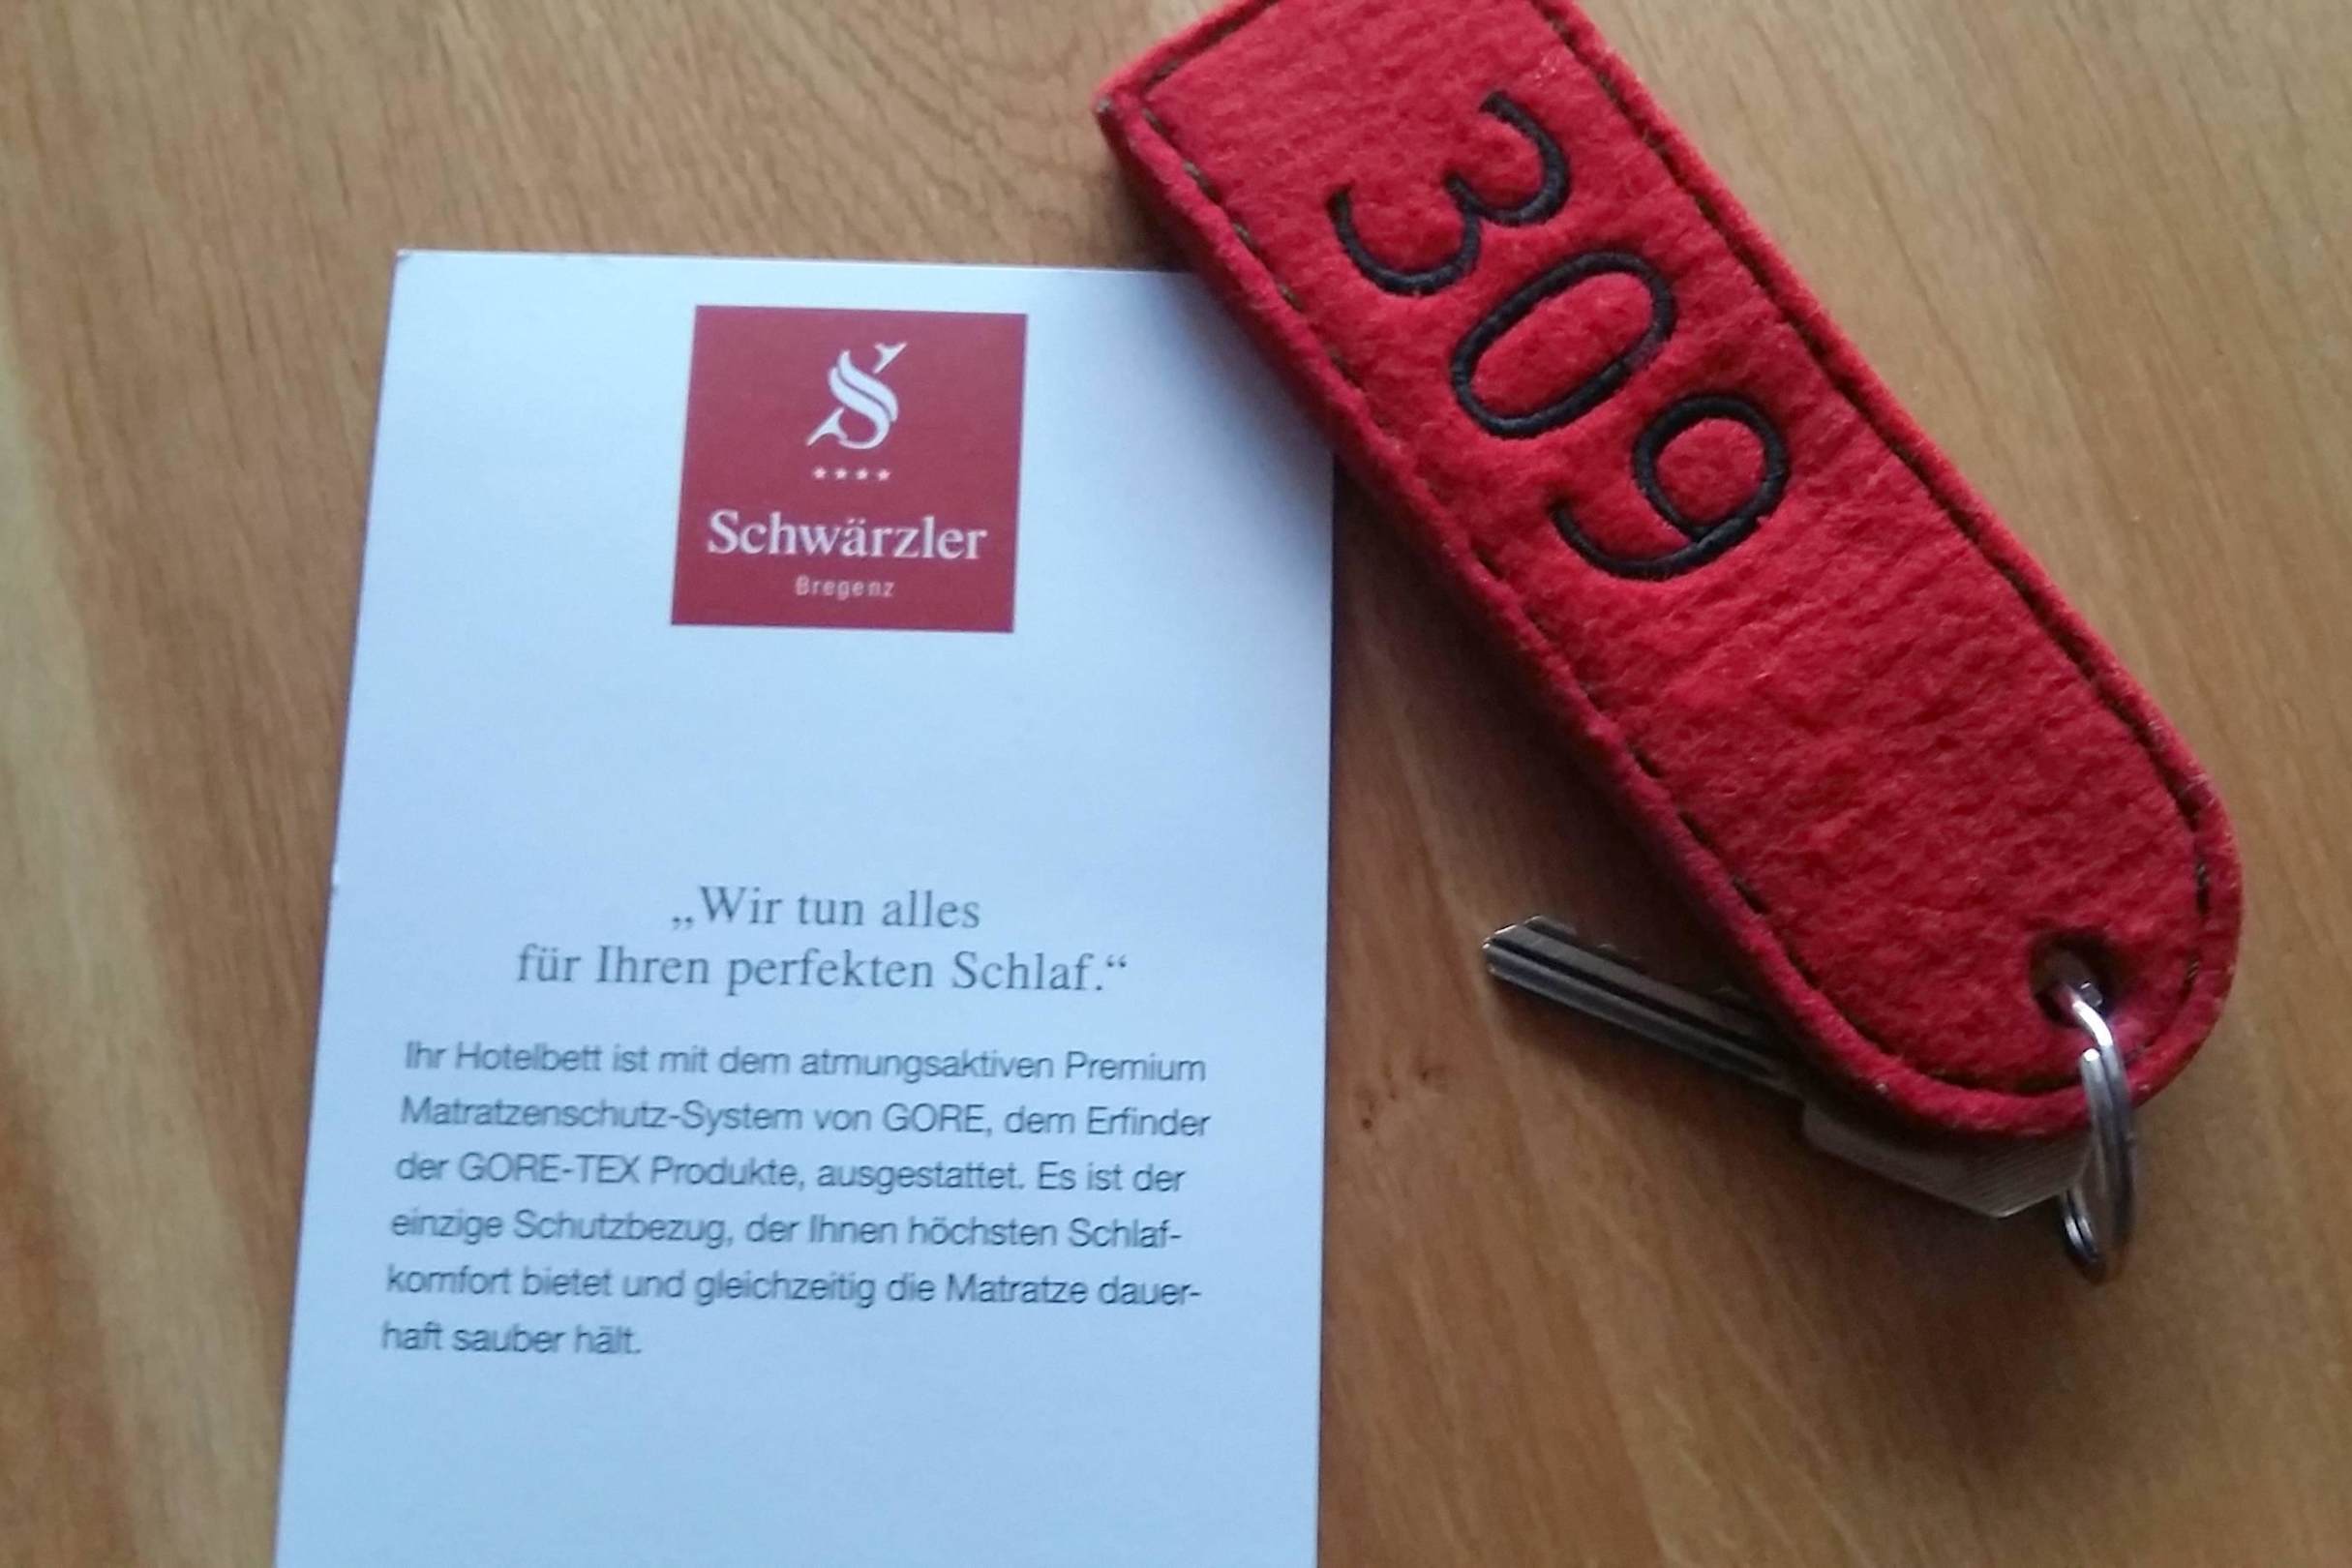 Schwärzler
Bregenz
„Wir tun alles
für Ihren perfekten Schlaf.“
Ihr Hotelbett ist mit dem atmungsaktiven Premium
Matratzenschutz-System von GORE, dem Erfinder
der GORE-TEX Produkte, ausgestattet. Es ist der
einzige Schutzbezug, der Ihnen höchsten Schlaf-
komfort bietet und gleichzeitig die Matratze dauer-
haft sauber hält.
309